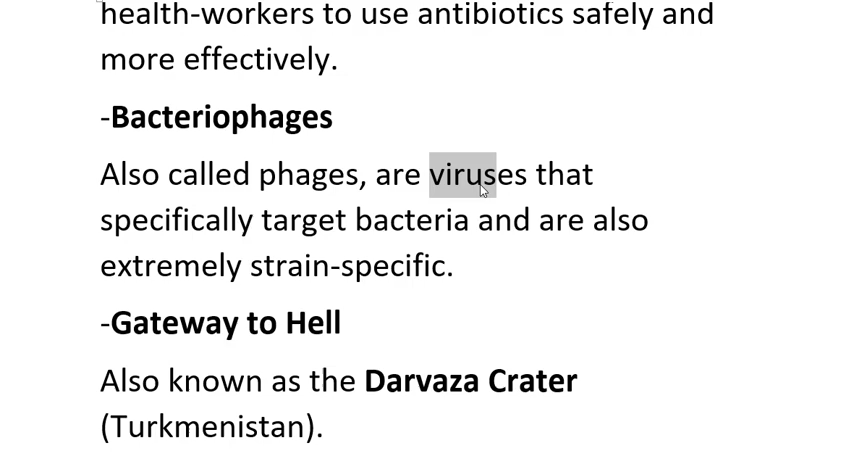 health-workers to use antibiotics safely and
more effectively.
-Bacteriophages
Also called phages, are viruses that
specifically target bacteria and are also
extremely strain-specific.
-Gateway to Hell
Also known as the Darvaza Crater
(Turkmenistan).